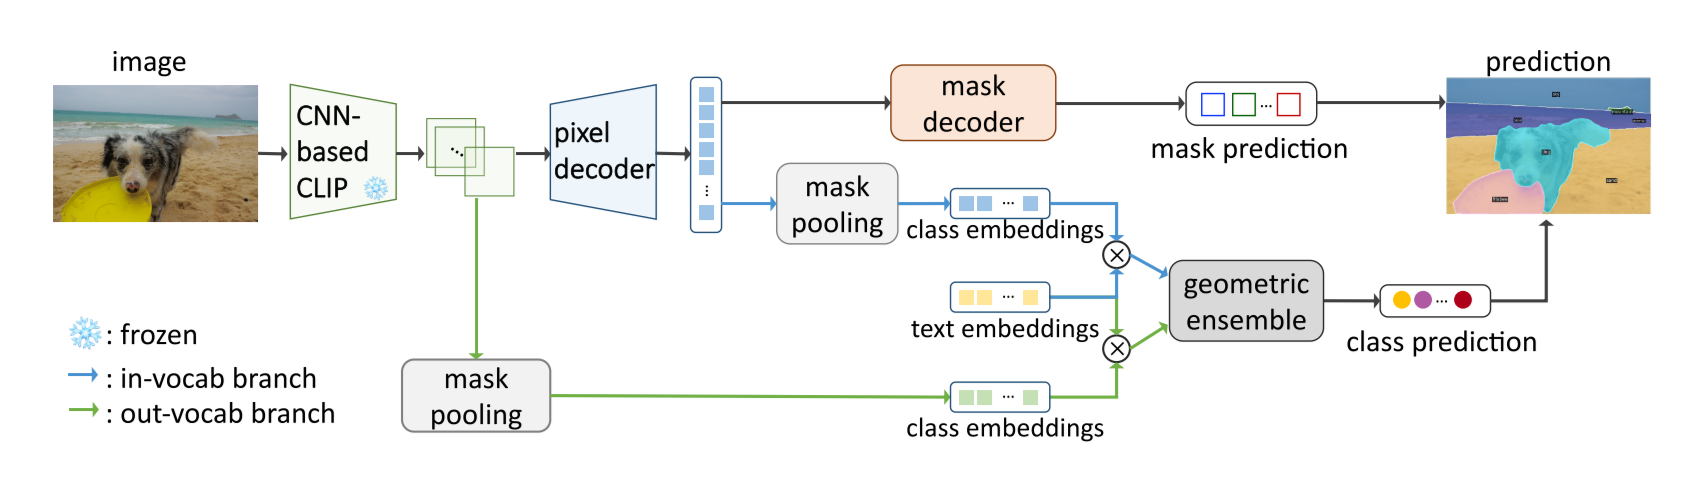 image
CNN-
based
CLIP
pixel
decoder
mask
decoder
mask prediction
prediction
mask
pooling
class embeddings
text embeddings
geometric
ensemble
class prediction
: frozen
: in-vocab branch
: out-vocab branch
mask
pooling
class embeddings